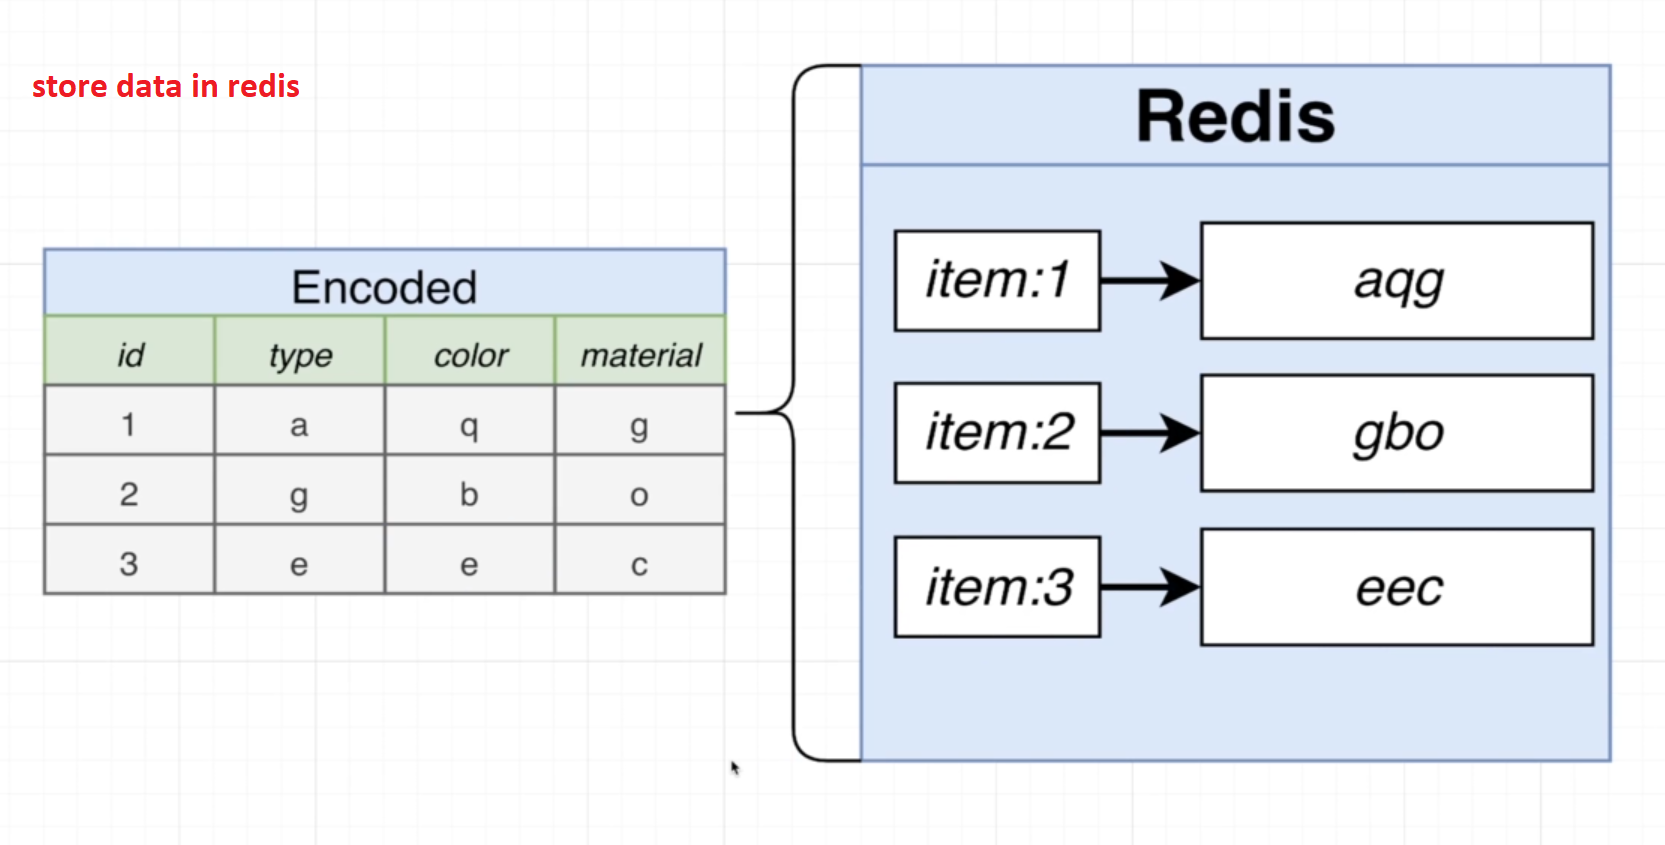 store data in redis
Encoded
id type color material
1 a q g
2 g b o
3 e e c
Redis
item:1 aqg
item:2 gbo
item:3 eec